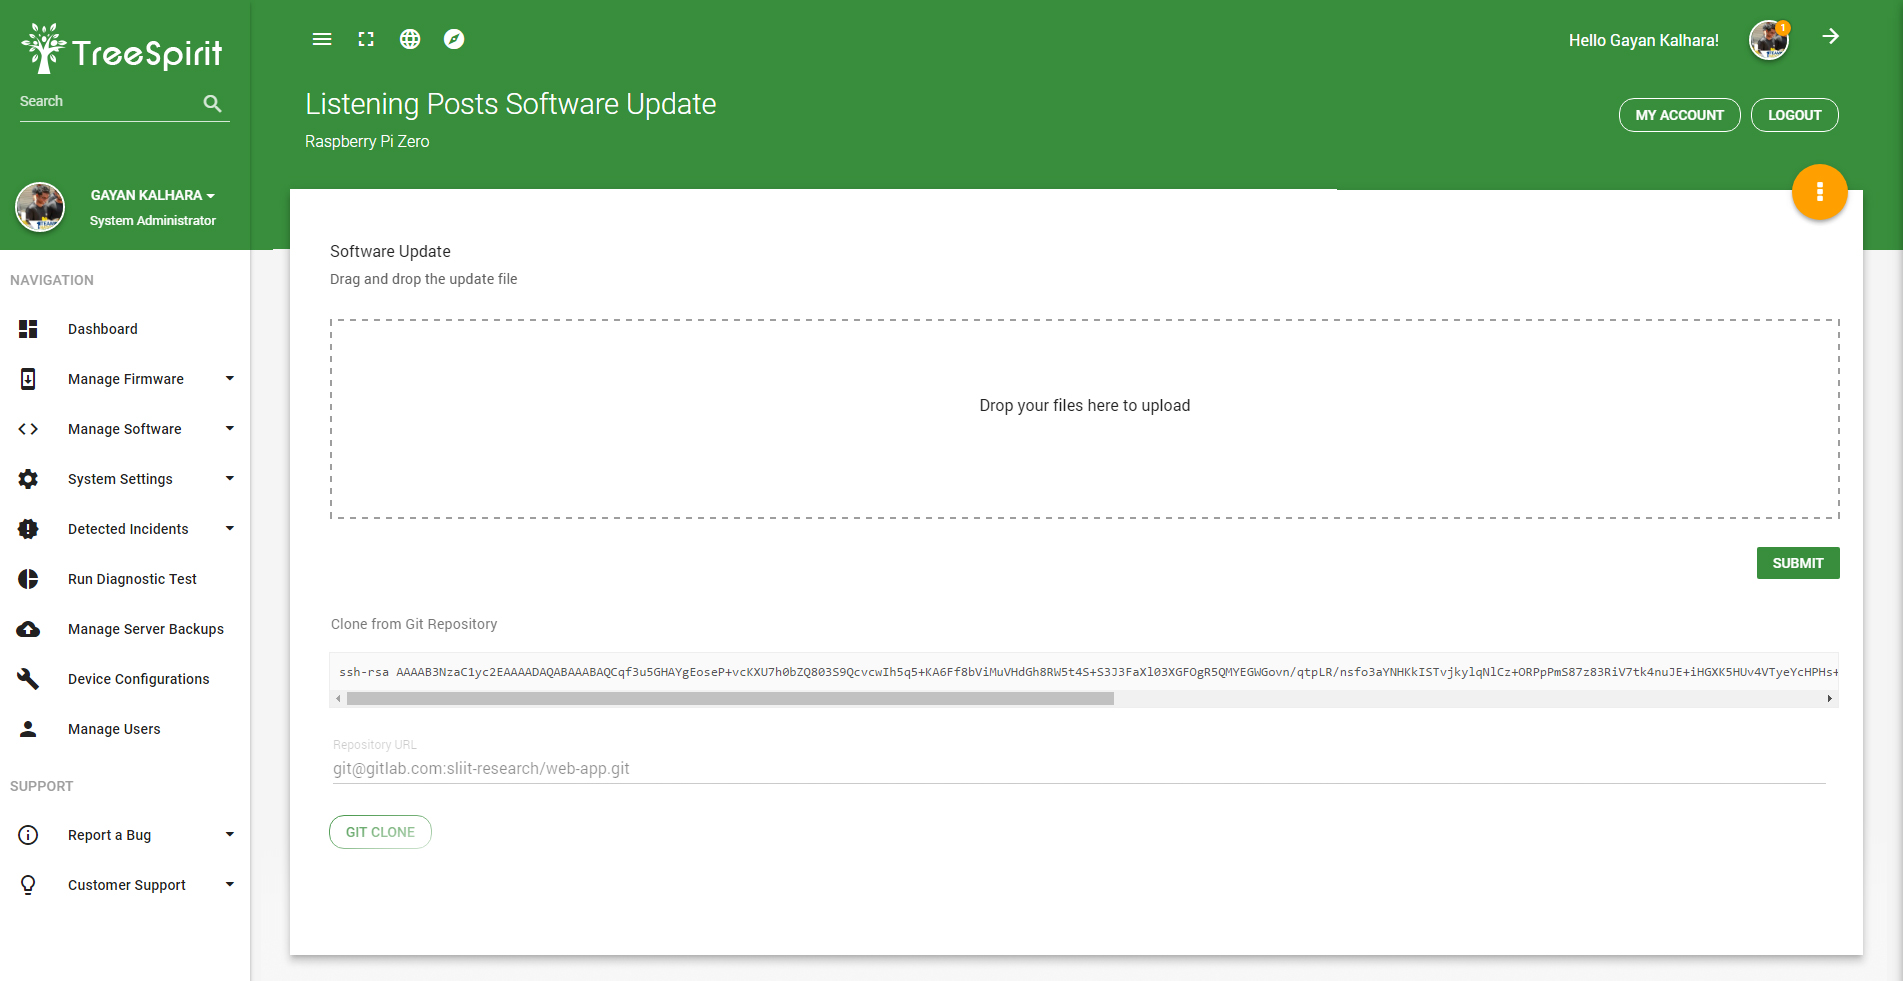 TreeSpirit
Search
GAYAN KALHARA
System Administrator
NAVIGATION
Dashboard
Manage Firmware
Manage Software
System Settings
Detected Incidents
Run Diagnostic Test
Manage Server Backups
Device Configurations
Manage Users
SUPPORT
Report a Bug
Customer Support
Hello Gayan Kalhara!
1
Listening Posts Software Update
Raspberry Pi Zero
MY ACCOUNT
LOGOUT
Software Update
Drag and drop the update file
Drop your files here to upload
SUBMIT
Clone from Git Repository
ssh-rsa AAAAB3NzaC1yc2EAAAADAQABAAABAQCqf3u5GHAYgEoseP+vcKXU7h0bZQ803S9QcvcwIh5q5+KA6Ff8bViMuVHdGh8RW5t4S+S3J3FaXl03XGFOgR5QMYEGWGovn/qtpLR/nsfo3aYNHKkISTvjkylqNlCz+ORPpPmS87z83RiV7tk4nuJE+iHGXK5HUv4VTyeYcHPHs+
Repository URL
git@gitlab.com:sliit-research/web-app.git
GIT CLONE